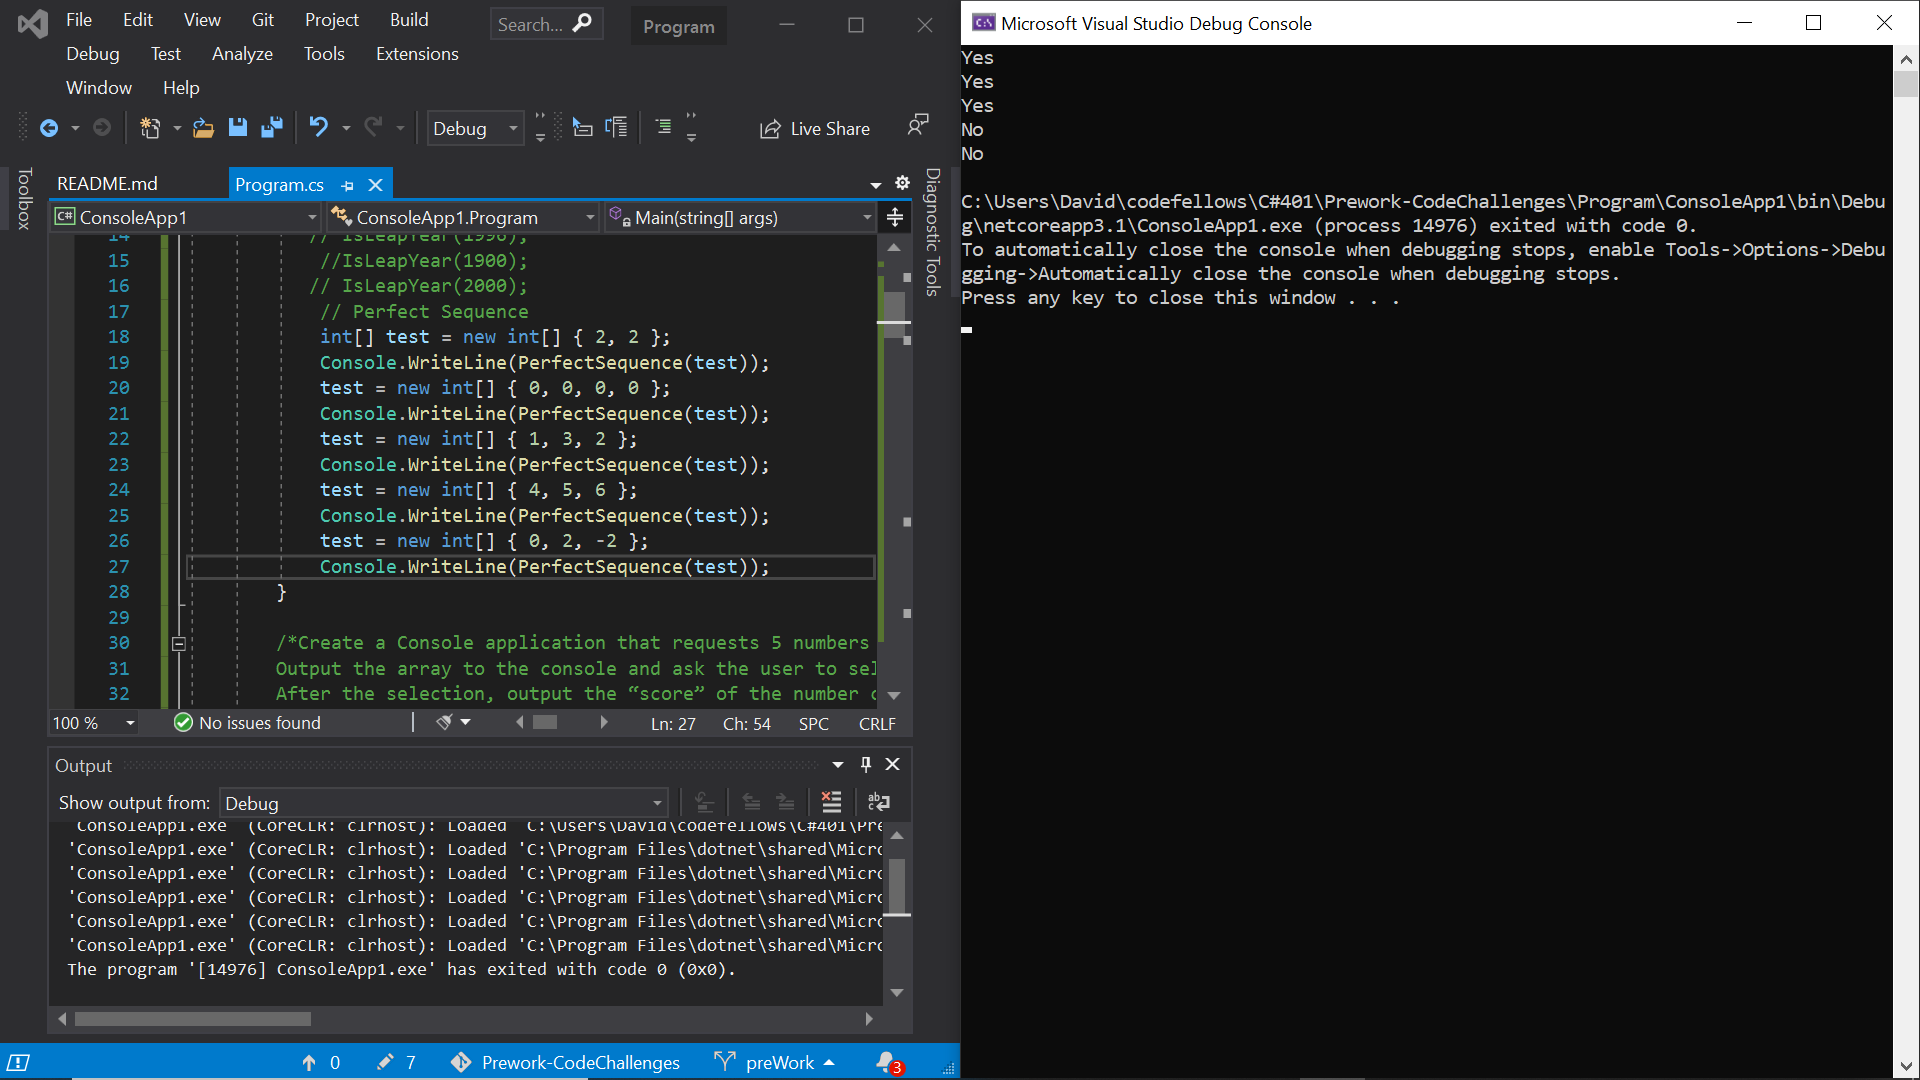 File Edit View Git Project Build
Debug Test Analyze Tools Extensions
Window Help
Search...
Program
Debug
Live Share
Toolbox
README.md
Program.cs
ConsoleApp1
ConsoleApp1.Program
Main(string[] args)
Diagnostic Tools
14 // IsLeapYear(1996);
15 //IsLeapYear(1900);
16 // IsLeapYear(2000);
17 // Perfect Sequence
18 int[] test = new int[] { 2, 2 };
19 Console.WriteLine(PerfectSequence(test));
20 test = new int[] { 0, 0, 0, 0 };
21 Console.WriteLine(PerfectSequence(test));
22 test = new int[] { 1, 3, 2 };
23 Console.WriteLine(PerfectSequence(test));
24 test = new int[] { 4, 5, 6 };
25 Console.WriteLine(PerfectSequence(test));
26 test = new int[] { 0, 2, -2 };
27 Console.WriteLine(PerfectSequence(test));
28 }
29
30 /*Create a Console application that requests 5 numbers
31 Output the array to the console and ask the user to sel
32 After the selection, output the “score” of the number
100 %
No issues found
Ln: 27 Ch: 54 SPC CRLF
Output
Show output from: Debug
'ConsoleApp1.exe' (CoreCLR: clrhost): Loaded 'C:\Users\David\codefellows\C#401\Pre
'ConsoleApp1.exe' (CoreCLR: clrhost): Loaded 'C:\Program Files\dotnet\shared\Micro
'ConsoleApp1.exe' (CoreCLR: clrhost): Loaded 'C:\Program Files\dotnet\shared\Micro
'ConsoleApp1.exe' (CoreCLR: clrhost): Loaded 'C:\Program Files\dotnet\shared\Micro
'ConsoleApp1.exe' (CoreCLR: clrhost): Loaded 'C:\Program Files\dotnet\shared\Micro
'ConsoleApp1.exe' (CoreCLR: clrhost): Loaded 'C:\Program Files\dotnet\shared\Micro
The program '[14976] ConsoleApp1.exe' has exited with code 0 (0x0).
0 7 Prework-CodeChallenges preWork 3
Microsoft Visual Studio Debug Console
Yes
Yes
Yes
No
No
C:\Users\David\codefellows\C#401\Prework-CodeChallenges\Program\ConsoleApp1\bin\Debu
g\netcoreapp3.1\ConsoleApp1.exe (process 14976) exited with code 0.
To automatically close the console when debugging stops, enable Tools->Options->Debu
gging->Automatically close the console when debugging stops.
Press any key to close this window . . .